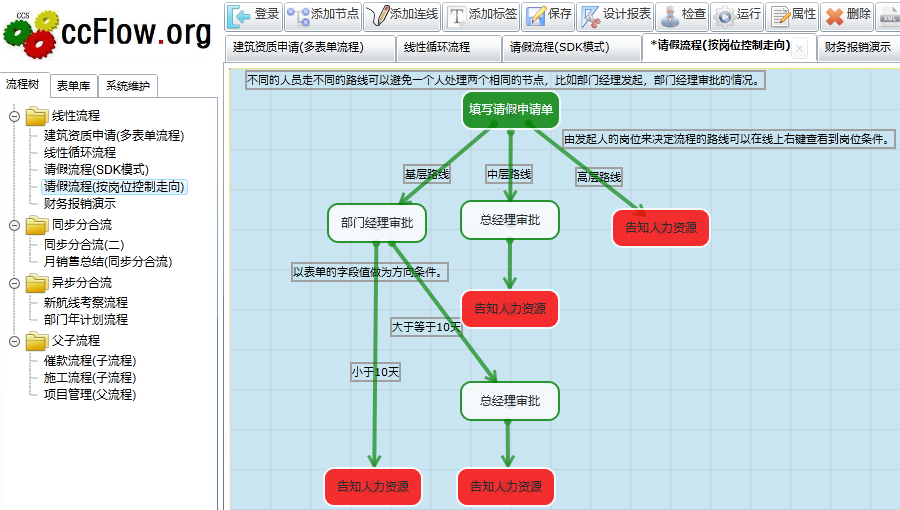 CCS
ccFlow.org
登录
添加节点
添加连线
添加标签
保存
设计报表
检查
运行
属性
删除
XML
建筑资质申请(多表单流程)
线性循环流程
请假流程(SDK模式)
*请假流程(按岗位控制走向)
财务报销演示
流程树
表单库
系统维护
线性流程
建筑资质申请(多表单流程)
线性循环流程
请假流程(SDK模式)
请假流程(按岗位控制走向)
财务报销演示
同步分合流
同步分合流(二)
月销售总结(同步分合流)
异步分合流
新航线考察流程
部门年计划流程
父子流程
催款流程(子流程)
施工流程(子流程)
项目管理(父流程)
不同的人员走不同的路线可以避免一个人处理两个相同的节点，比如部门经理发起，部门经理审批的情况。
填写请假申请单
由发起人的岗位来决定流程的路线可以在线上右键查看到岗位条件。
基层路线
中层路线
高层路线
部门经理审批
总经理审批
告知人力资源
以表单的字段值做为方向条件。
告知人力资源
大于等于10天
小于10天
总经理审批
告知人力资源
告知人力资源